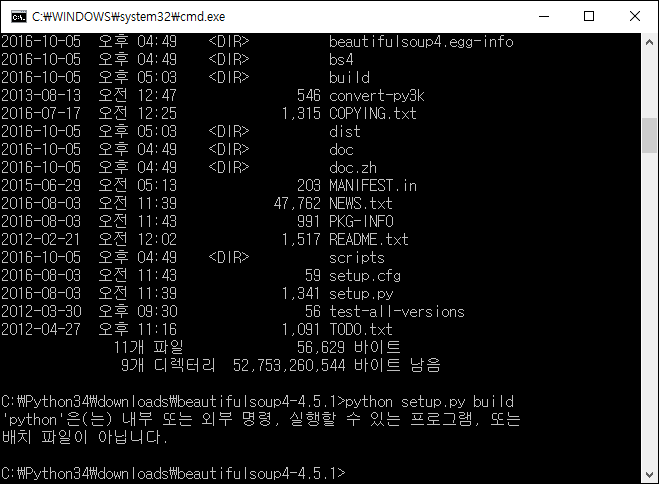 C:₩WINDOWS₩system32₩cmd.exe
2016-10-05 오후 04:49 <DIR> beautifulsoup4.egg-info
2016-10-05 오후 04:49 <DIR> bs4
2016-10-05 오후 05:03 <DIR> build
2013-08-13 오전 12:47 546 convert-py3k
2016-07-17 오전 12:25 1,315 COPYING.txt
2016-10-05 오후 05:03 <DIR> dist
2016-10-05 오후 04:49 <DIR> doc
2016-10-05 오후 04:49 <DIR> doc.zh
2015-06-29 오전 05:13 203 MANIFEST.in
2016-08-03 오전 11:39 47,762 NEWS.txt
2016-08-03 오전 11:43 991 PKG-INFO
2012-02-21 오전 12:02 1,517 README.txt
2016-10-05 오후 04:49 <DIR> scripts
2016-08-03 오전 11:43 59 setup.cfg
2016-08-03 오전 11:39 1,341 setup.py
2012-03-30 오전 09:30 56 test-all-versions
2012-04-27 오후 11:16 1,091 TODO.txt
11개 파일 56,629 바이트
9개 디렉터리 52,753,260,544 바이트 남음
C:₩Python34₩downloads₩beautifulsoup4-4.5.1>python setup.py build
'python'은(는) 내부 또는 외부 명령, 실행할 수 있는 프로그램, 또는
배치 파일이 아닙니다.
C:₩Python34₩downloads₩beautifulsoup4-4.5.1>